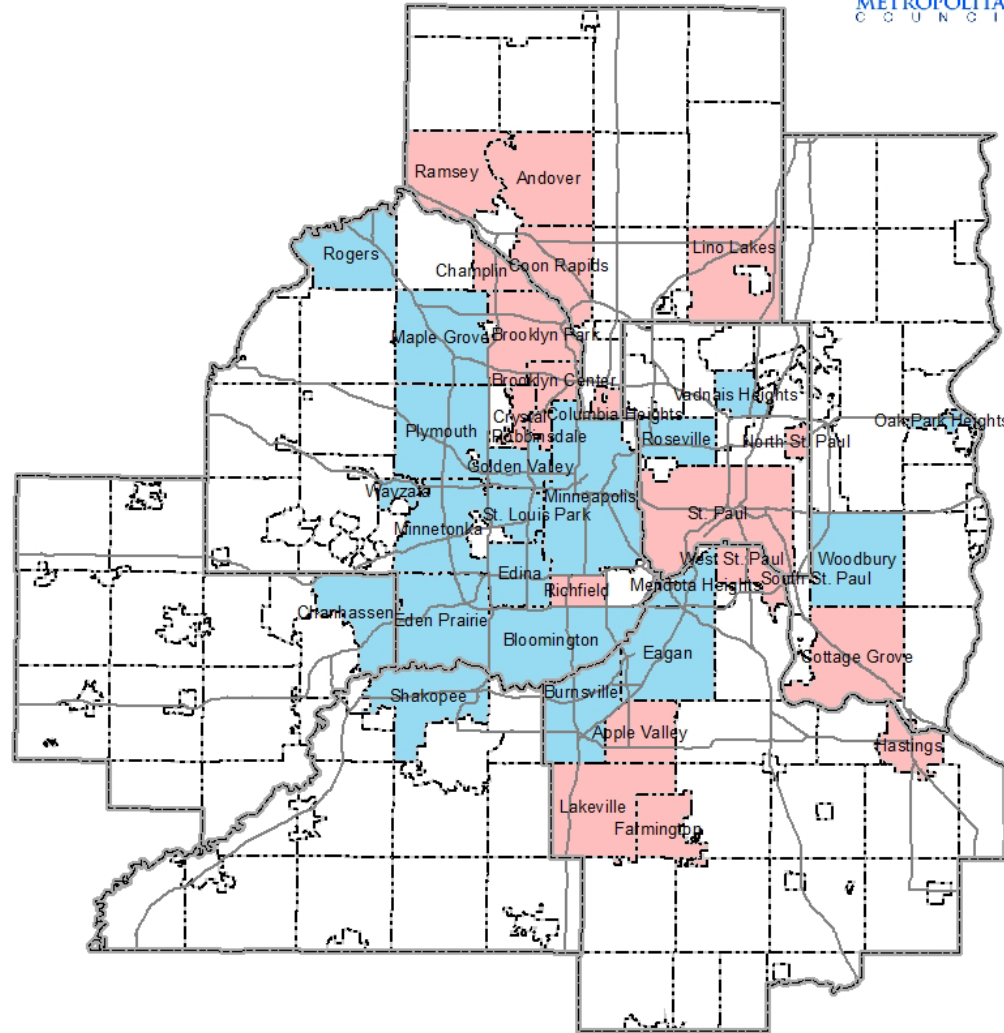 METROPOLITA
C O U N C I
Ramsey
Andover
Rogers
Lino Lakes
Champlin
Coon Rapids
Maple Grove
Brooklyn Park
Brooklyn Center
Vadnais Heights
Crystal
Columbia Heights
Oak Park Heights
Plymouth
Robbinsdale
Roseville
North St. Paul
Golden Valley
Wayzata
Minneapolis
St. Louis Park
St. Paul
Minnetonka
West St. Paul
Woodbury
Edina
South St. Paul
Richfield
Mendota Heights
Chanhassen
Eden Prairie
Bloomington
Eagan
Cottage Grove
Shakopee
Burnsville
Apple Valley
Hastings
Lakeville
Farmington